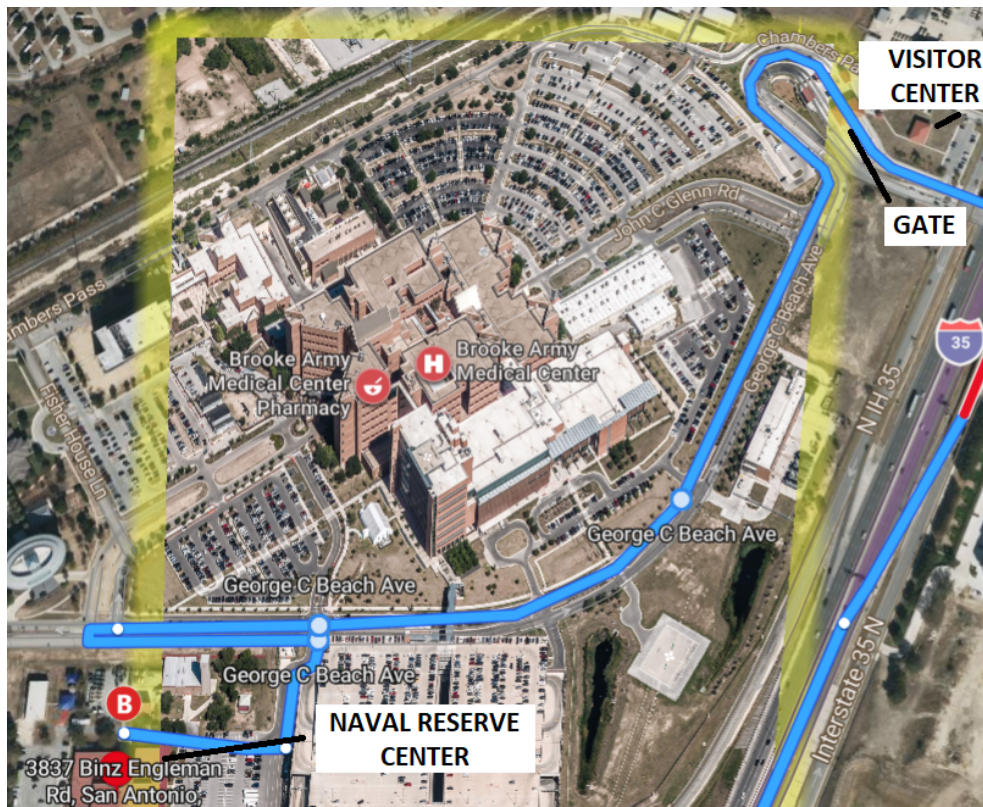 Chambers Pa
VISITOR
CENTER
GATE
John C Glenn Rd
George C Beach Ave
N IH 35
35
hambers Pass
Fisher House Ln
Brooke Army
Medical Center
Pharmacy
H
Brooke Army
Medical Center
George C Beach Ave
George C Beach Ave
George C Beach Ave
Interstate 35 N
B
NAVAL RESERVE
CENTER
3837 Binz Engleman
Rd, San Antonio,